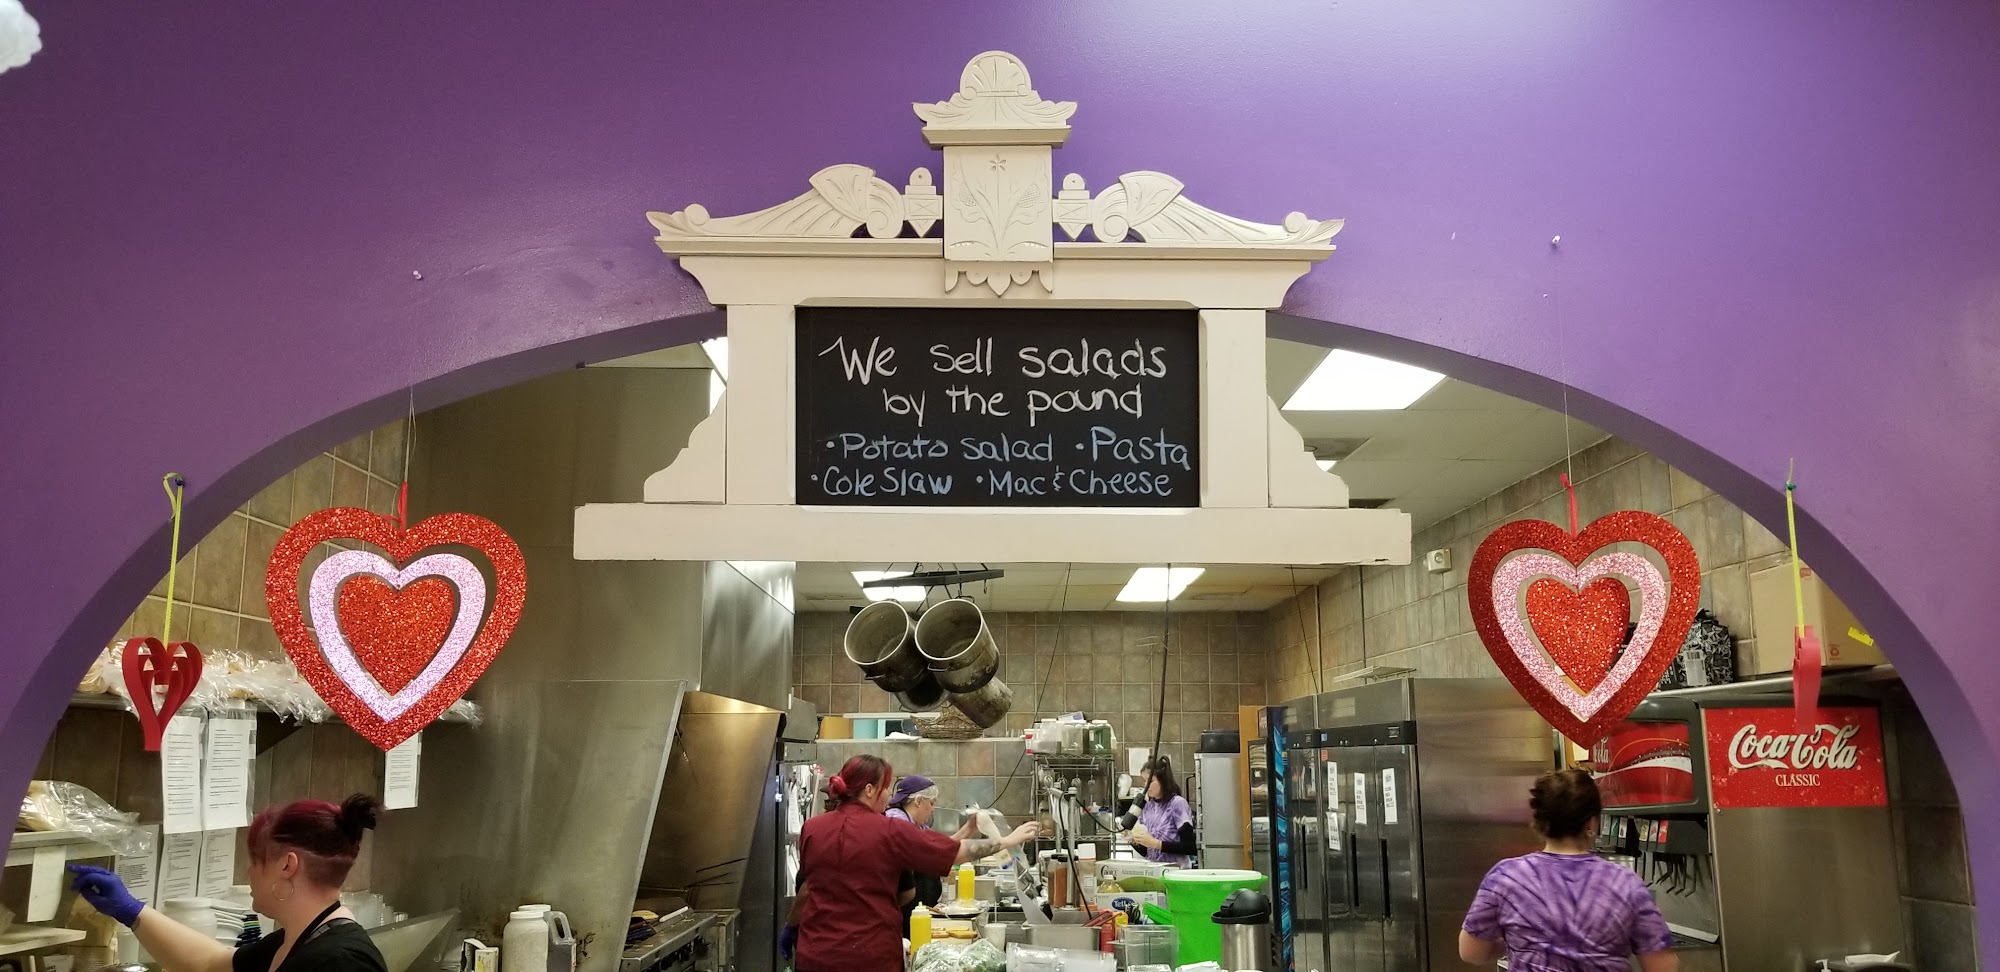 We sell salads
by the pound
• Potato salad • Pasta
• Cole Slaw • Mac & Cheese
Coca-Cola
CLASSIC